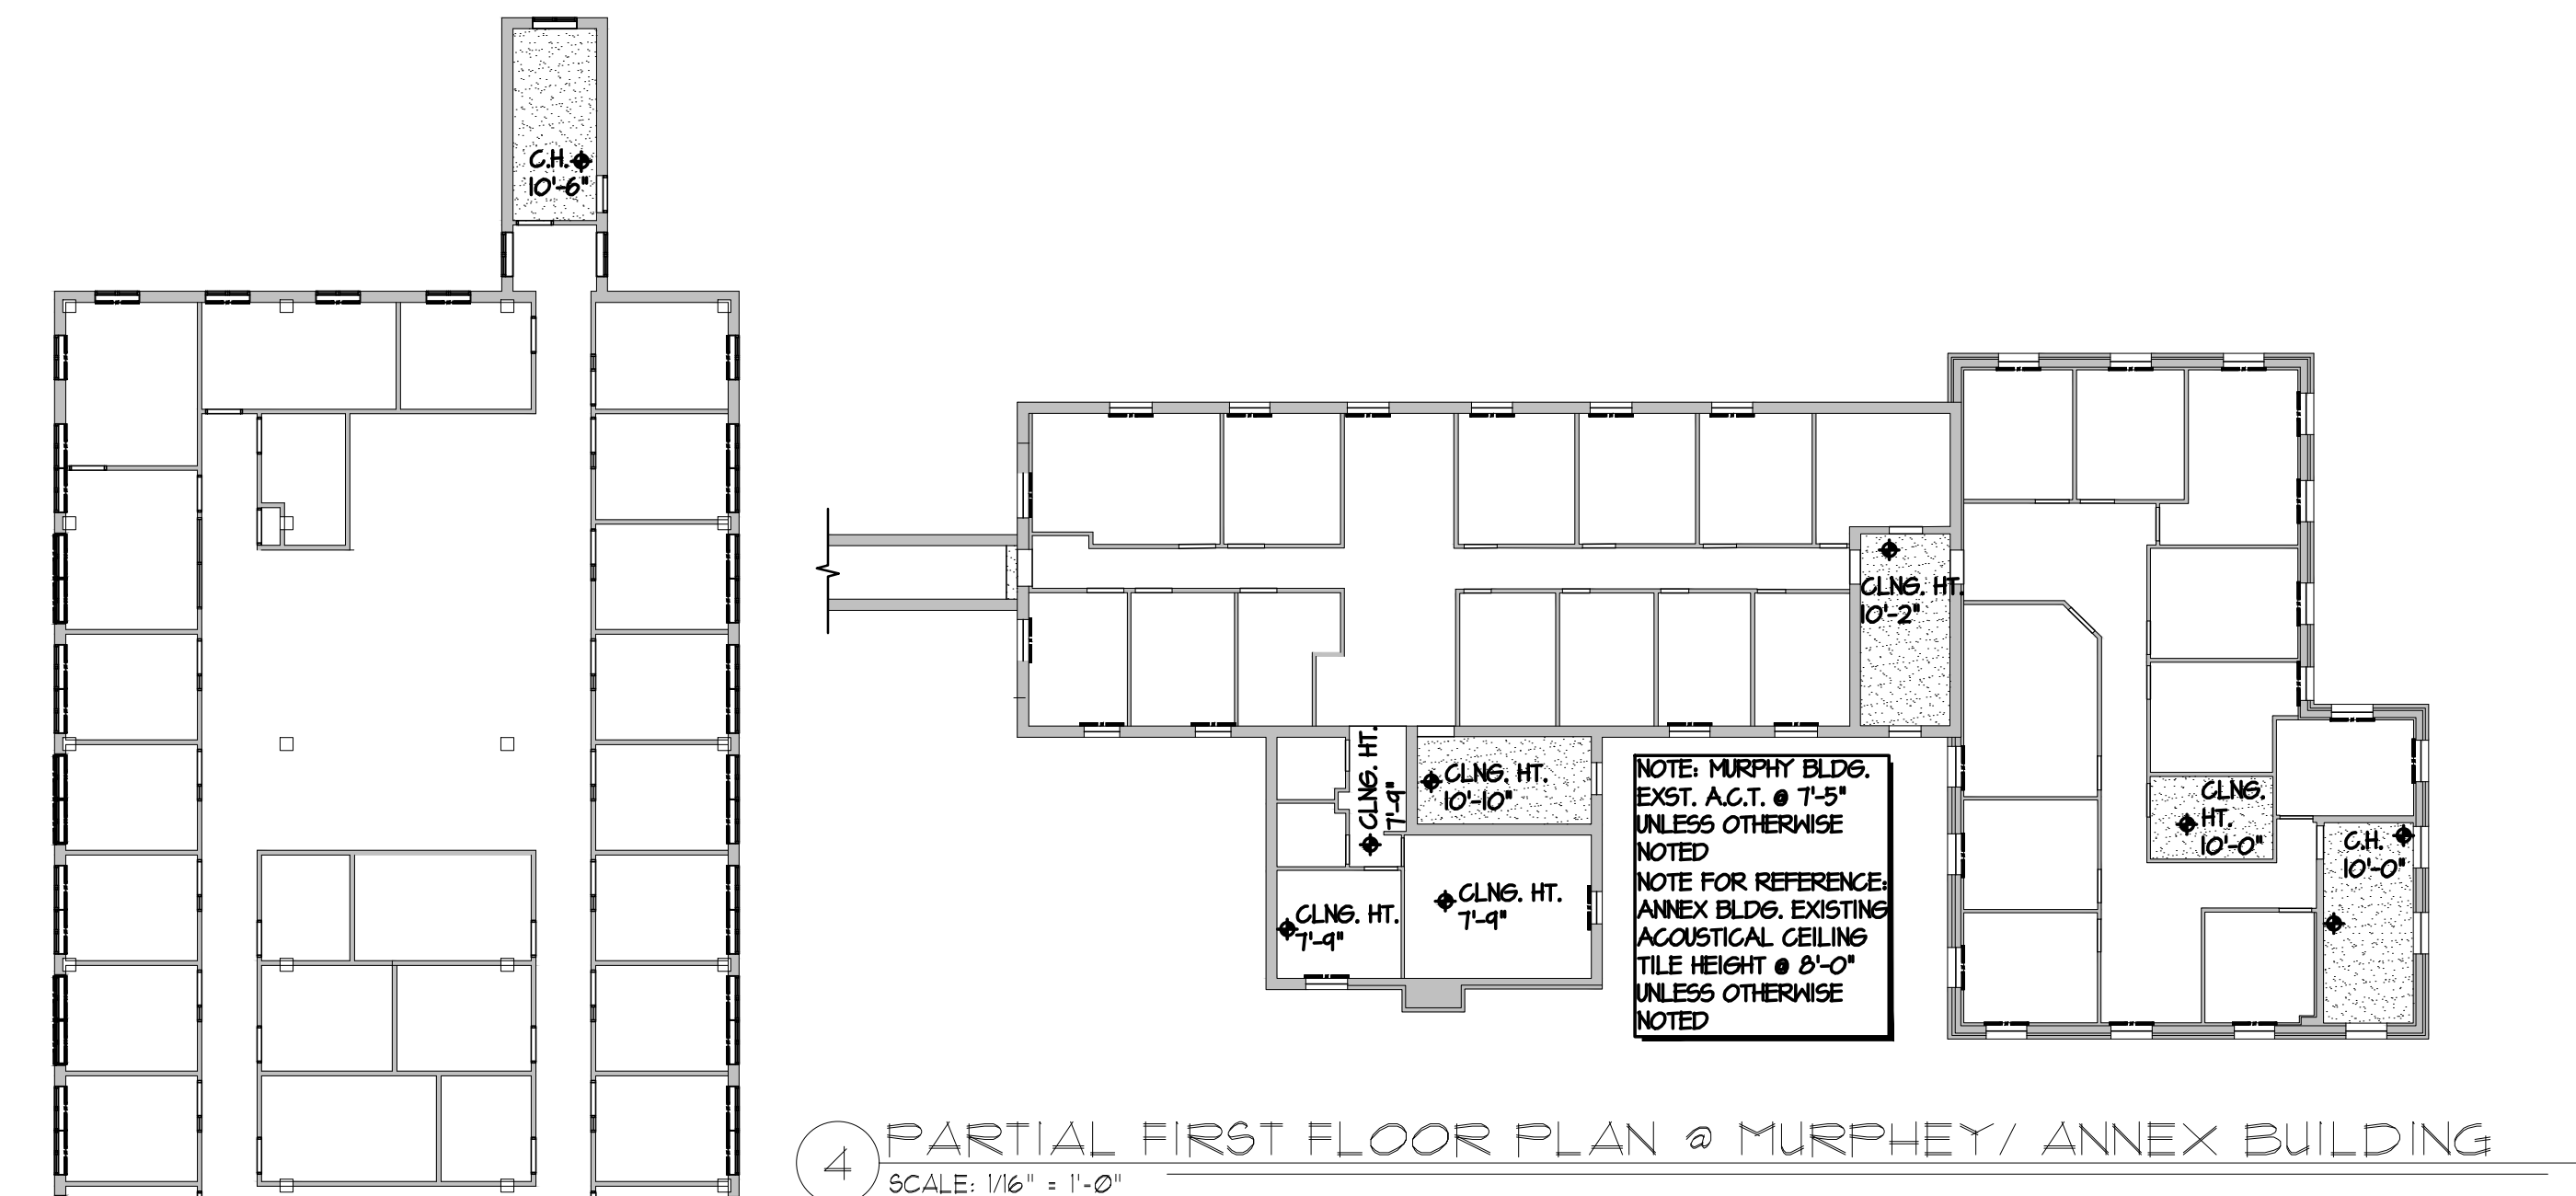 C.H.
10'-6"
CLNG. HT.
10'-2"
CLNG. HT.
7'-9"
CLNG. HT.
10'-10"
CLNG. HT.
7'-9"
CLNG. HT.
7'-9"
NOTE: MURPHY BLDG.
EXST. A.C.T. @ 7'-5"
UNLESS OTHERWISE
NOTED
NOTE FOR REFERENCE:
ANNEX BLDG. EXISTING
ACOUSTICAL CEILING
TILE HEIGHT @ 8'-0"
UNLESS OTHERWISE
NOTED
CLNG.
HT.
10'-0"
C.H.
10'-0"
4
PARTIAL FIRST FLOOR PLAN @ MURPHEY/ ANNEX BUILDING
SCALE: 1/16" = 1'-0"